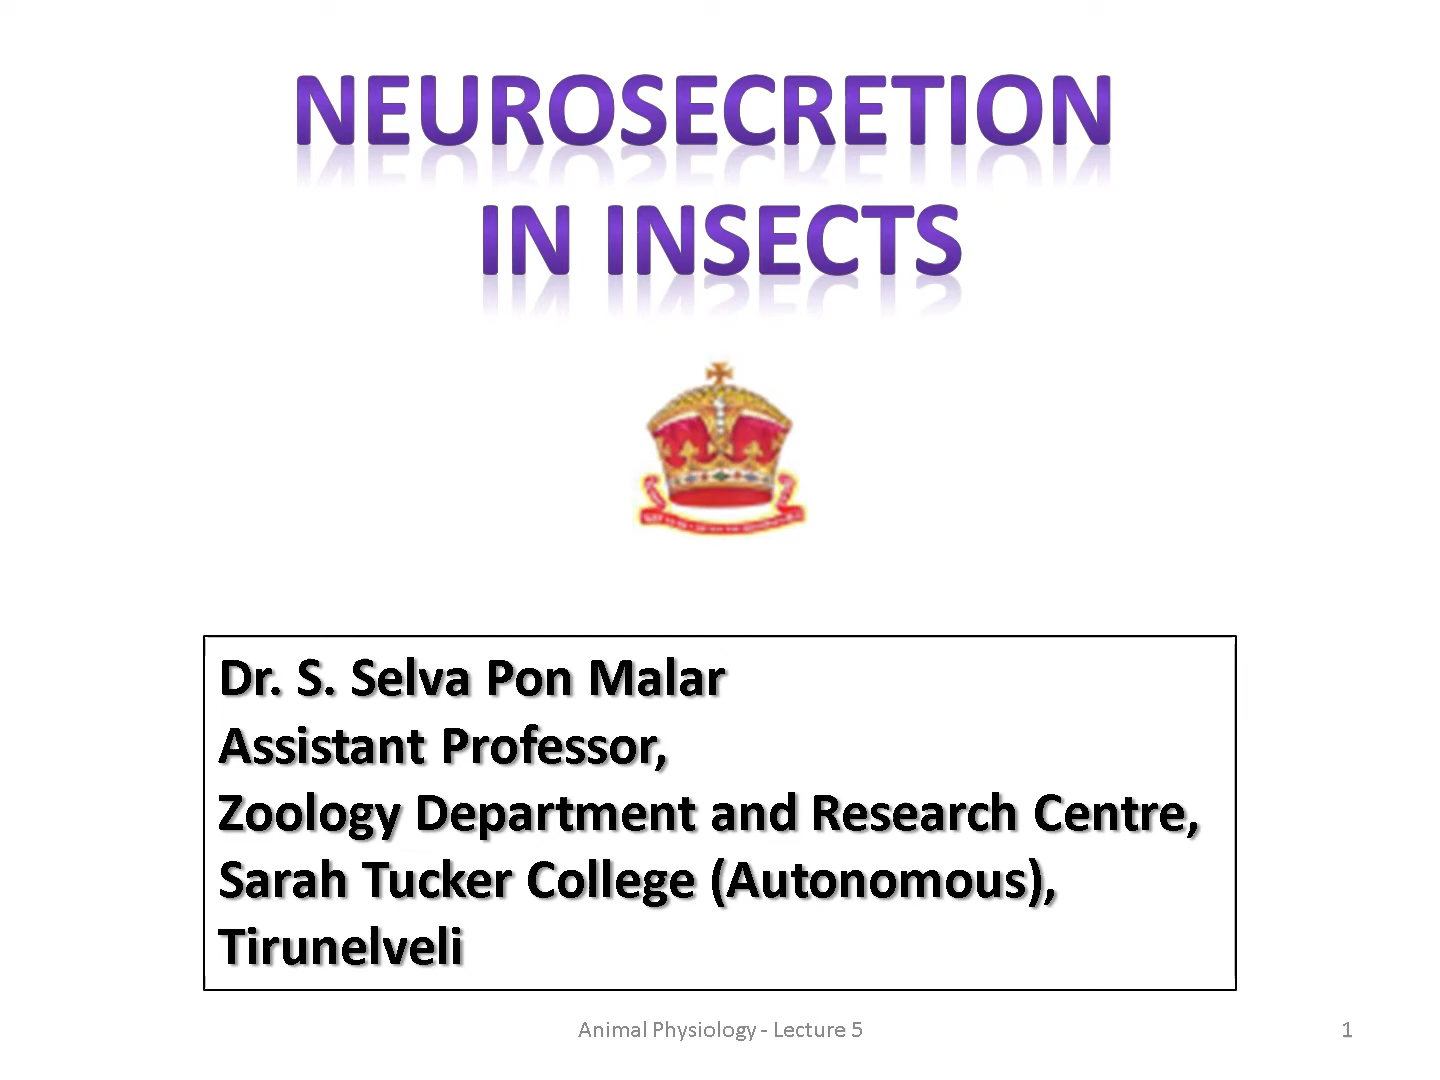 NEUROSECRETION
IN INSECTS
Dr. S. Selva Pon Malar
Assistant Professor,
Zoology Department and Research Centre,
Sarah Tucker College (Autonomous),
Tirunelveli
Animal Physiology - Lecture 5
1